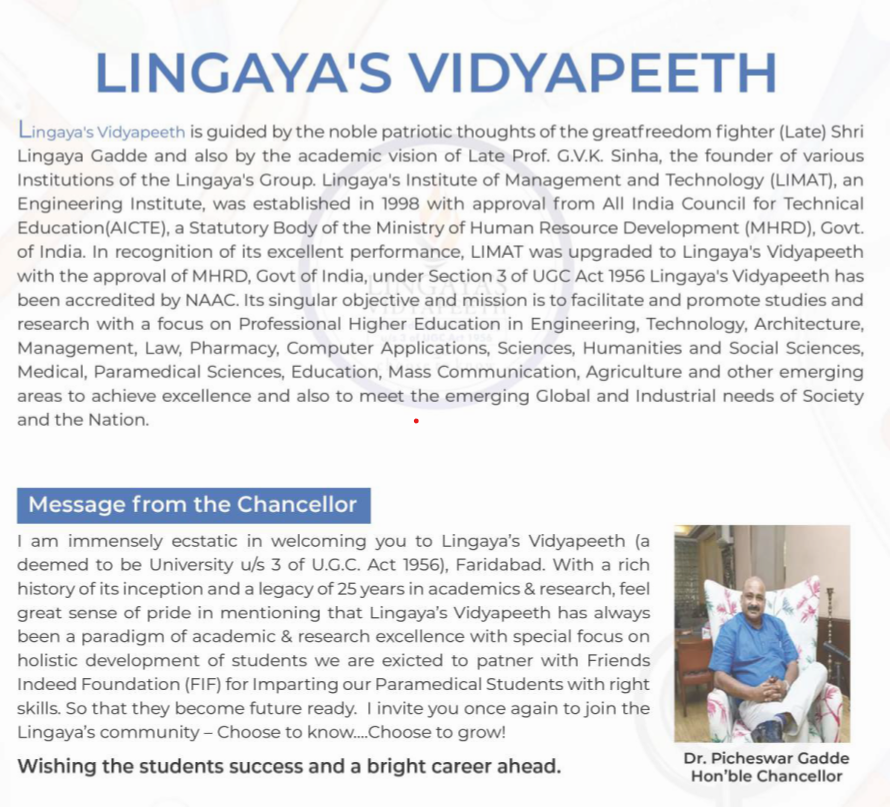 LINGAYA'S VIDYAPEETH
Lingaya's Vidyapeeth is guided by the noble patriotic thoughts of the greatfreedom fighter (Late) Shri
Lingaya Gadde and also by the academic vision of Late Prof. G.V.K. Sinha, the founder of various
Institutions of the Lingaya's Group. Lingaya's Institute of Management and Technology (LIMAT), an
Engineering Institute, was established in 1998 with approval from All India Council for Technical
Education(AICTE), a Statutory Body of the Ministry of Human Resource Development (MHRD), Govt.
of India. In recognition of its excellent performance, LIMAT was upgraded to Lingaya's Vidyapeeth
with the approval of MHRD, Govt of India, under Section 3 of UGC Act 1956 Lingaya's Vidyapeeth has
been accredited by NAAC. Its singular objective and mission is to facilitate and promote studies and
research with a focus on Professional Higher Education in Engineering, Technology, Architecture,
Management, Law, Pharmacy, Computer Applications, Sciences, Humanities and Social Sciences,
Medical, Paramedical Sciences, Education, Mass Communication, Agriculture and other emerging
areas to achieve excellence and also to meet the emerging Global and Industrial needs of Society
and the Nation.
LINGAYA'S
VIDYAPEETH
Message from the Chancellor
I am immensely ecstatic in welcoming you to Lingaya's Vidyapeeth (a
deemed to be University u/s 3 of U.G.C. Act 1956), Faridabad. With a rich
history of its inception and a legacy of 25 years in academics & research, feel
great sense of pride in mentioning that Lingaya's Vidyapeeth has always
been a paradigm of academic & research excellence with special focus on
holistic development of students we are exicted to patner with Friends
Indeed Foundation (FIF) for Imparting our Paramedical Students with right
skills. So that they become future ready. I invite you once again to join the
Lingaya's community – Choose to know....Choose to grow!
Wishing the students success and a bright career ahead.
Dr. Picheswar Gadde
Hon'ble Chancellor